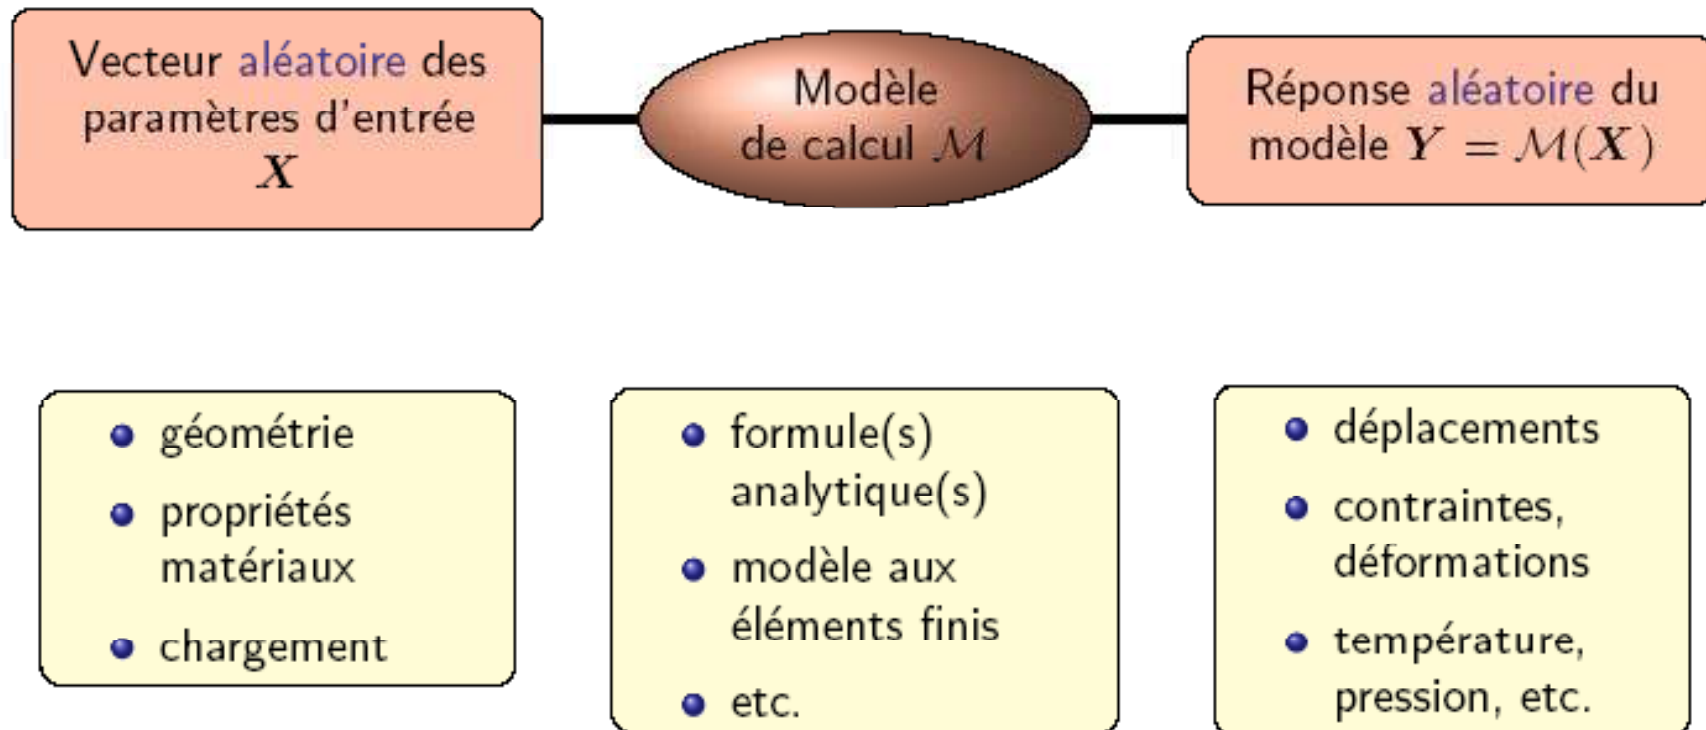 Vecteur aléatoire des
paramètres d'entrée
X
Modèle
de calcul ℳ
Réponse aléatoire du
modèle Y = ℳ(X)
géométrie
propriétés
matériaux
chargement
formule(s)
analytique(s)
modèle aux
éléments finis
etc.
déplacements
contraintes,
déformations
température,
pression, etc.